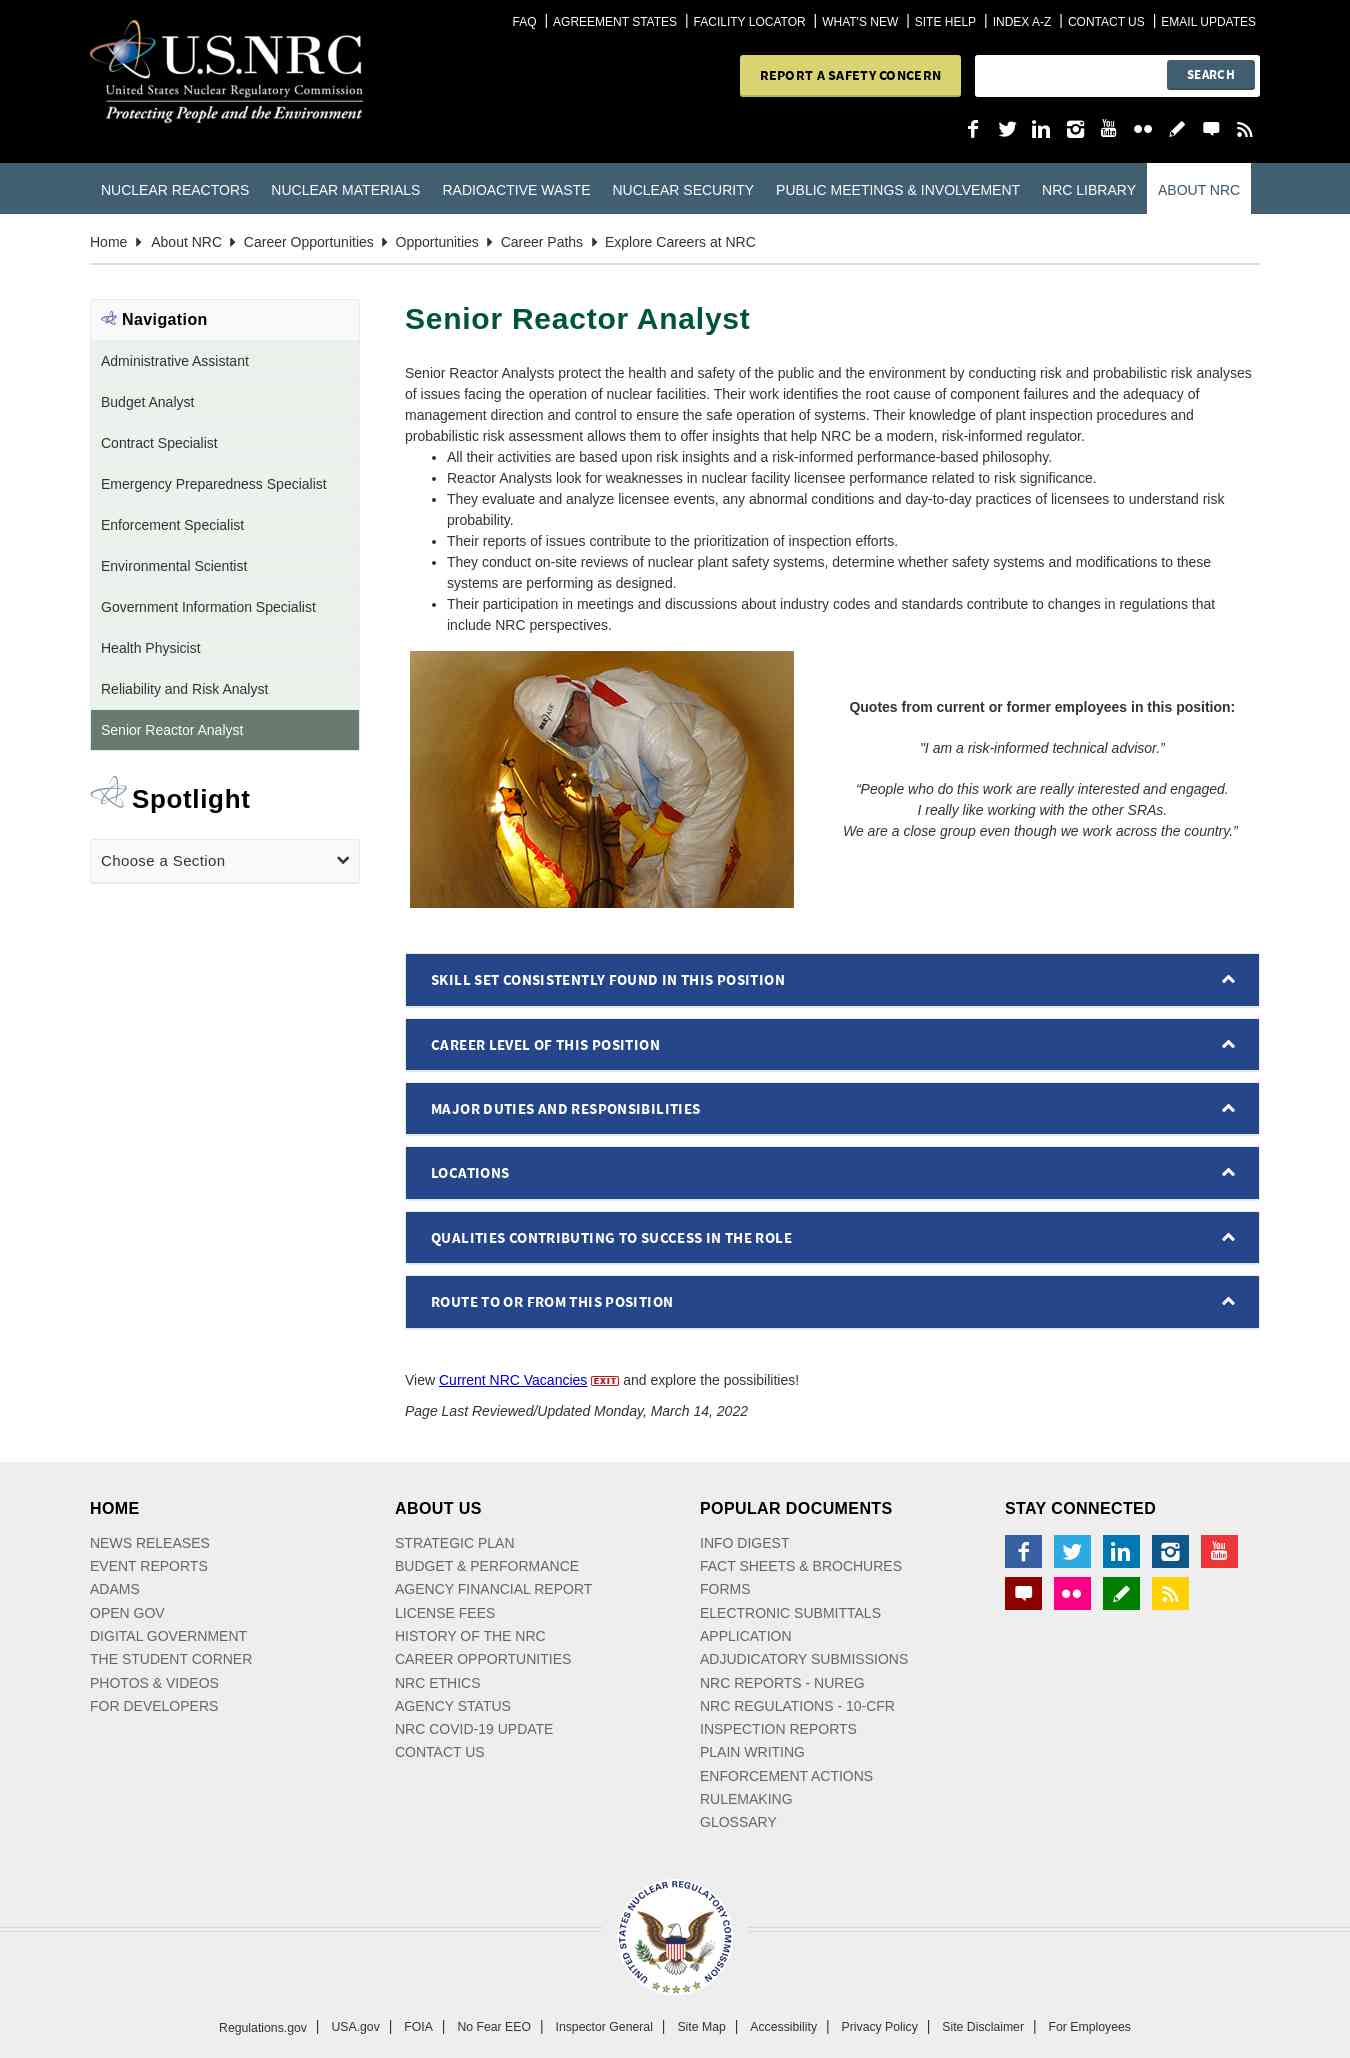 FAQ | AGREEMENT STATES | FACILITY LOCATOR | WHAT'S NEW | SITE HELP | INDEX A-Z | CONTACT US | EMAIL UPDATES
U.S.NRC
United States Nuclear Regulatory Commission
Protecting People and the Environment
REPORT A SAFETY CONCERN
SEARCH
NUCLEAR REACTORS NUCLEAR MATERIALS RADIOACTIVE WASTE NUCLEAR SECURITY PUBLIC MEETINGS & INVOLVEMENT NRC LIBRARY ABOUT NRC
Home About NRC Career Opportunities Opportunities Career Paths Explore Careers at NRC
Navigation
Administrative Assistant
Budget Analyst
Contract Specialist
Emergency Preparedness Specialist
Enforcement Specialist
Environmental Scientist
Government Information Specialist
Health Physicist
Reliability and Risk Analyst
Senior Reactor Analyst
Spotlight
Choose a Section
Senior Reactor Analyst
Senior Reactor Analysts protect the health and safety of the public and the environment by conducting risk and probabilistic risk analyses
of issues facing the operation of nuclear facilities. Their work identifies the root cause of component failures and the adequacy of
management direction and control to ensure the safe operation of systems. Their knowledge of plant inspection procedures and
probabilistic risk assessment allows them to offer insights that help NRC be a modern, risk-informed regulator.
• All their activities are based upon risk insights and a risk-informed performance-based philosophy.
• Reactor Analysts look for weaknesses in nuclear facility licensee performance related to risk significance.
• They evaluate and analyze licensee events, any abnormal conditions and day-to-day practices of licensees to understand risk
probability.
• Their reports of issues contribute to the prioritization of inspection efforts.
• They conduct on-site reviews of nuclear plant safety systems, determine whether safety systems and modifications to these
systems are performing as designed.
• Their participation in meetings and discussions about industry codes and standards contribute to changes in regulations that
include NRC perspectives.
Quotes from current or former employees in this position:
"I am a risk-informed technical advisor.”
“People who do this work are really interested and engaged.
I really like working with the other SRAs.
We are a close group even though we work across the country.”
SKILL SET CONSISTENTLY FOUND IN THIS POSITION
CAREER LEVEL OF THIS POSITION
MAJOR DUTIES AND RESPONSIBILITIES
LOCATIONS
QUALITIES CONTRIBUTING TO SUCCESS IN THE ROLE
ROUTE TO OR FROM THIS POSITION
View Current NRC Vacancies EXIT and explore the possibilities!
Page Last Reviewed/Updated Monday, March 14, 2022
HOME
NEWS RELEASES
EVENT REPORTS
ADAMS
OPEN GOV
DIGITAL GOVERNMENT
THE STUDENT CORNER
PHOTOS & VIDEOS
FOR DEVELOPERS
ABOUT US
STRATEGIC PLAN
BUDGET & PERFORMANCE
AGENCY FINANCIAL REPORT
LICENSE FEES
HISTORY OF THE NRC
CAREER OPPORTUNITIES
NRC ETHICS
AGENCY STATUS
NRC COVID-19 UPDATE
CONTACT US
POPULAR DOCUMENTS
INFO DIGEST
FACT SHEETS & BROCHURES
FORMS
ELECTRONIC SUBMITTALS
APPLICATION
ADJUDICATORY SUBMISSIONS
NRC REPORTS - NUREG
NRC REGULATIONS - 10-CFR
INSPECTION REPORTS
PLAIN WRITING
ENFORCEMENT ACTIONS
RULEMAKING
GLOSSARY
STAY CONNECTED
You Tube
UNITED STATES NUCLEAR REGULATORY COMMISSION
Regulations.gov | USA.gov | FOIA | No Fear EEO | Inspector General | Site Map | Accessibility | Privacy Policy | Site Disclaimer | For Employees